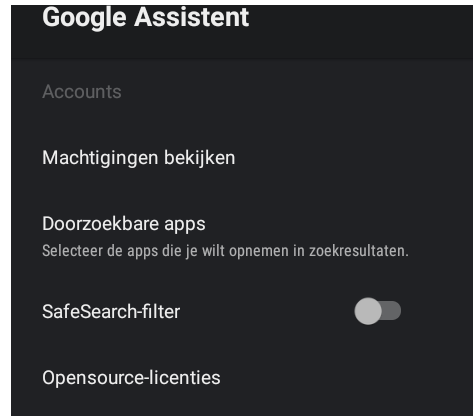 Google Assistent
Accounts
Machtigingen bekijken
Doorzoekbare apps
Selecteer de apps die je wilt opnemen in zoekresultaten.
SafeSearch-filter
Opensource-licenties